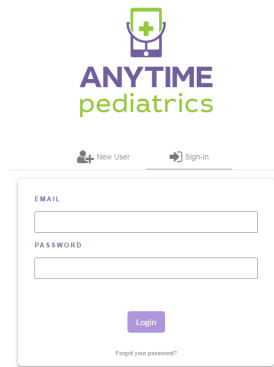 ANYTIME
pediatrics
New User
Sign-In
EMAIL
PASSWORD
Login
Forgot your password?